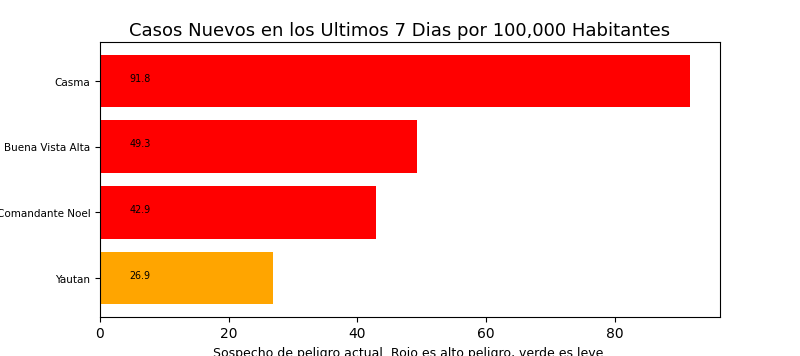 Casos Nuevos en los Ultimos 7 Dias por 100,000 Habitantes
Casma 91.8
Buena Vista Alta 49.3
Comandante Noel 42.9
Yautan 26.9
0 20 40 60 80
Sospecho de peligro actual. Rojo es alto peligro, verde es leve